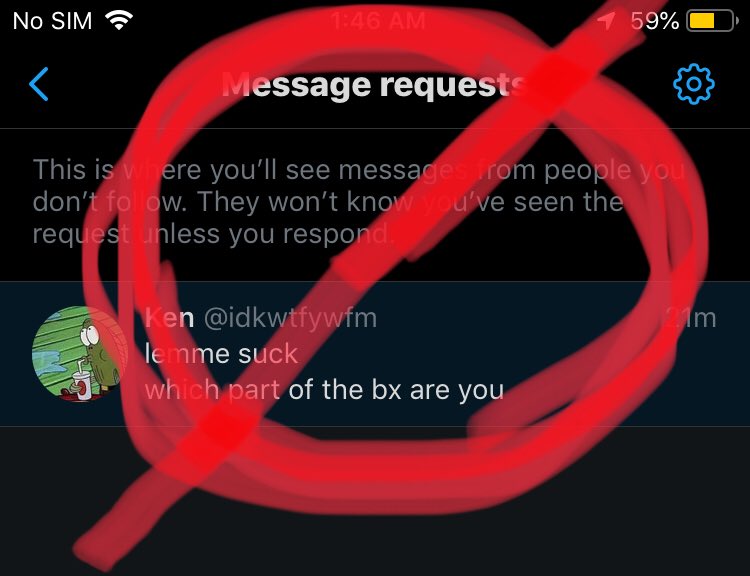 No SIM 1:46 AM 59%
Message requests
This is where you'll see messages from people you
don't follow. They won't know you've seen the
request unless you respond.
Ken @idkwtfywfm 21m
lemme suck
which part of the bx are you